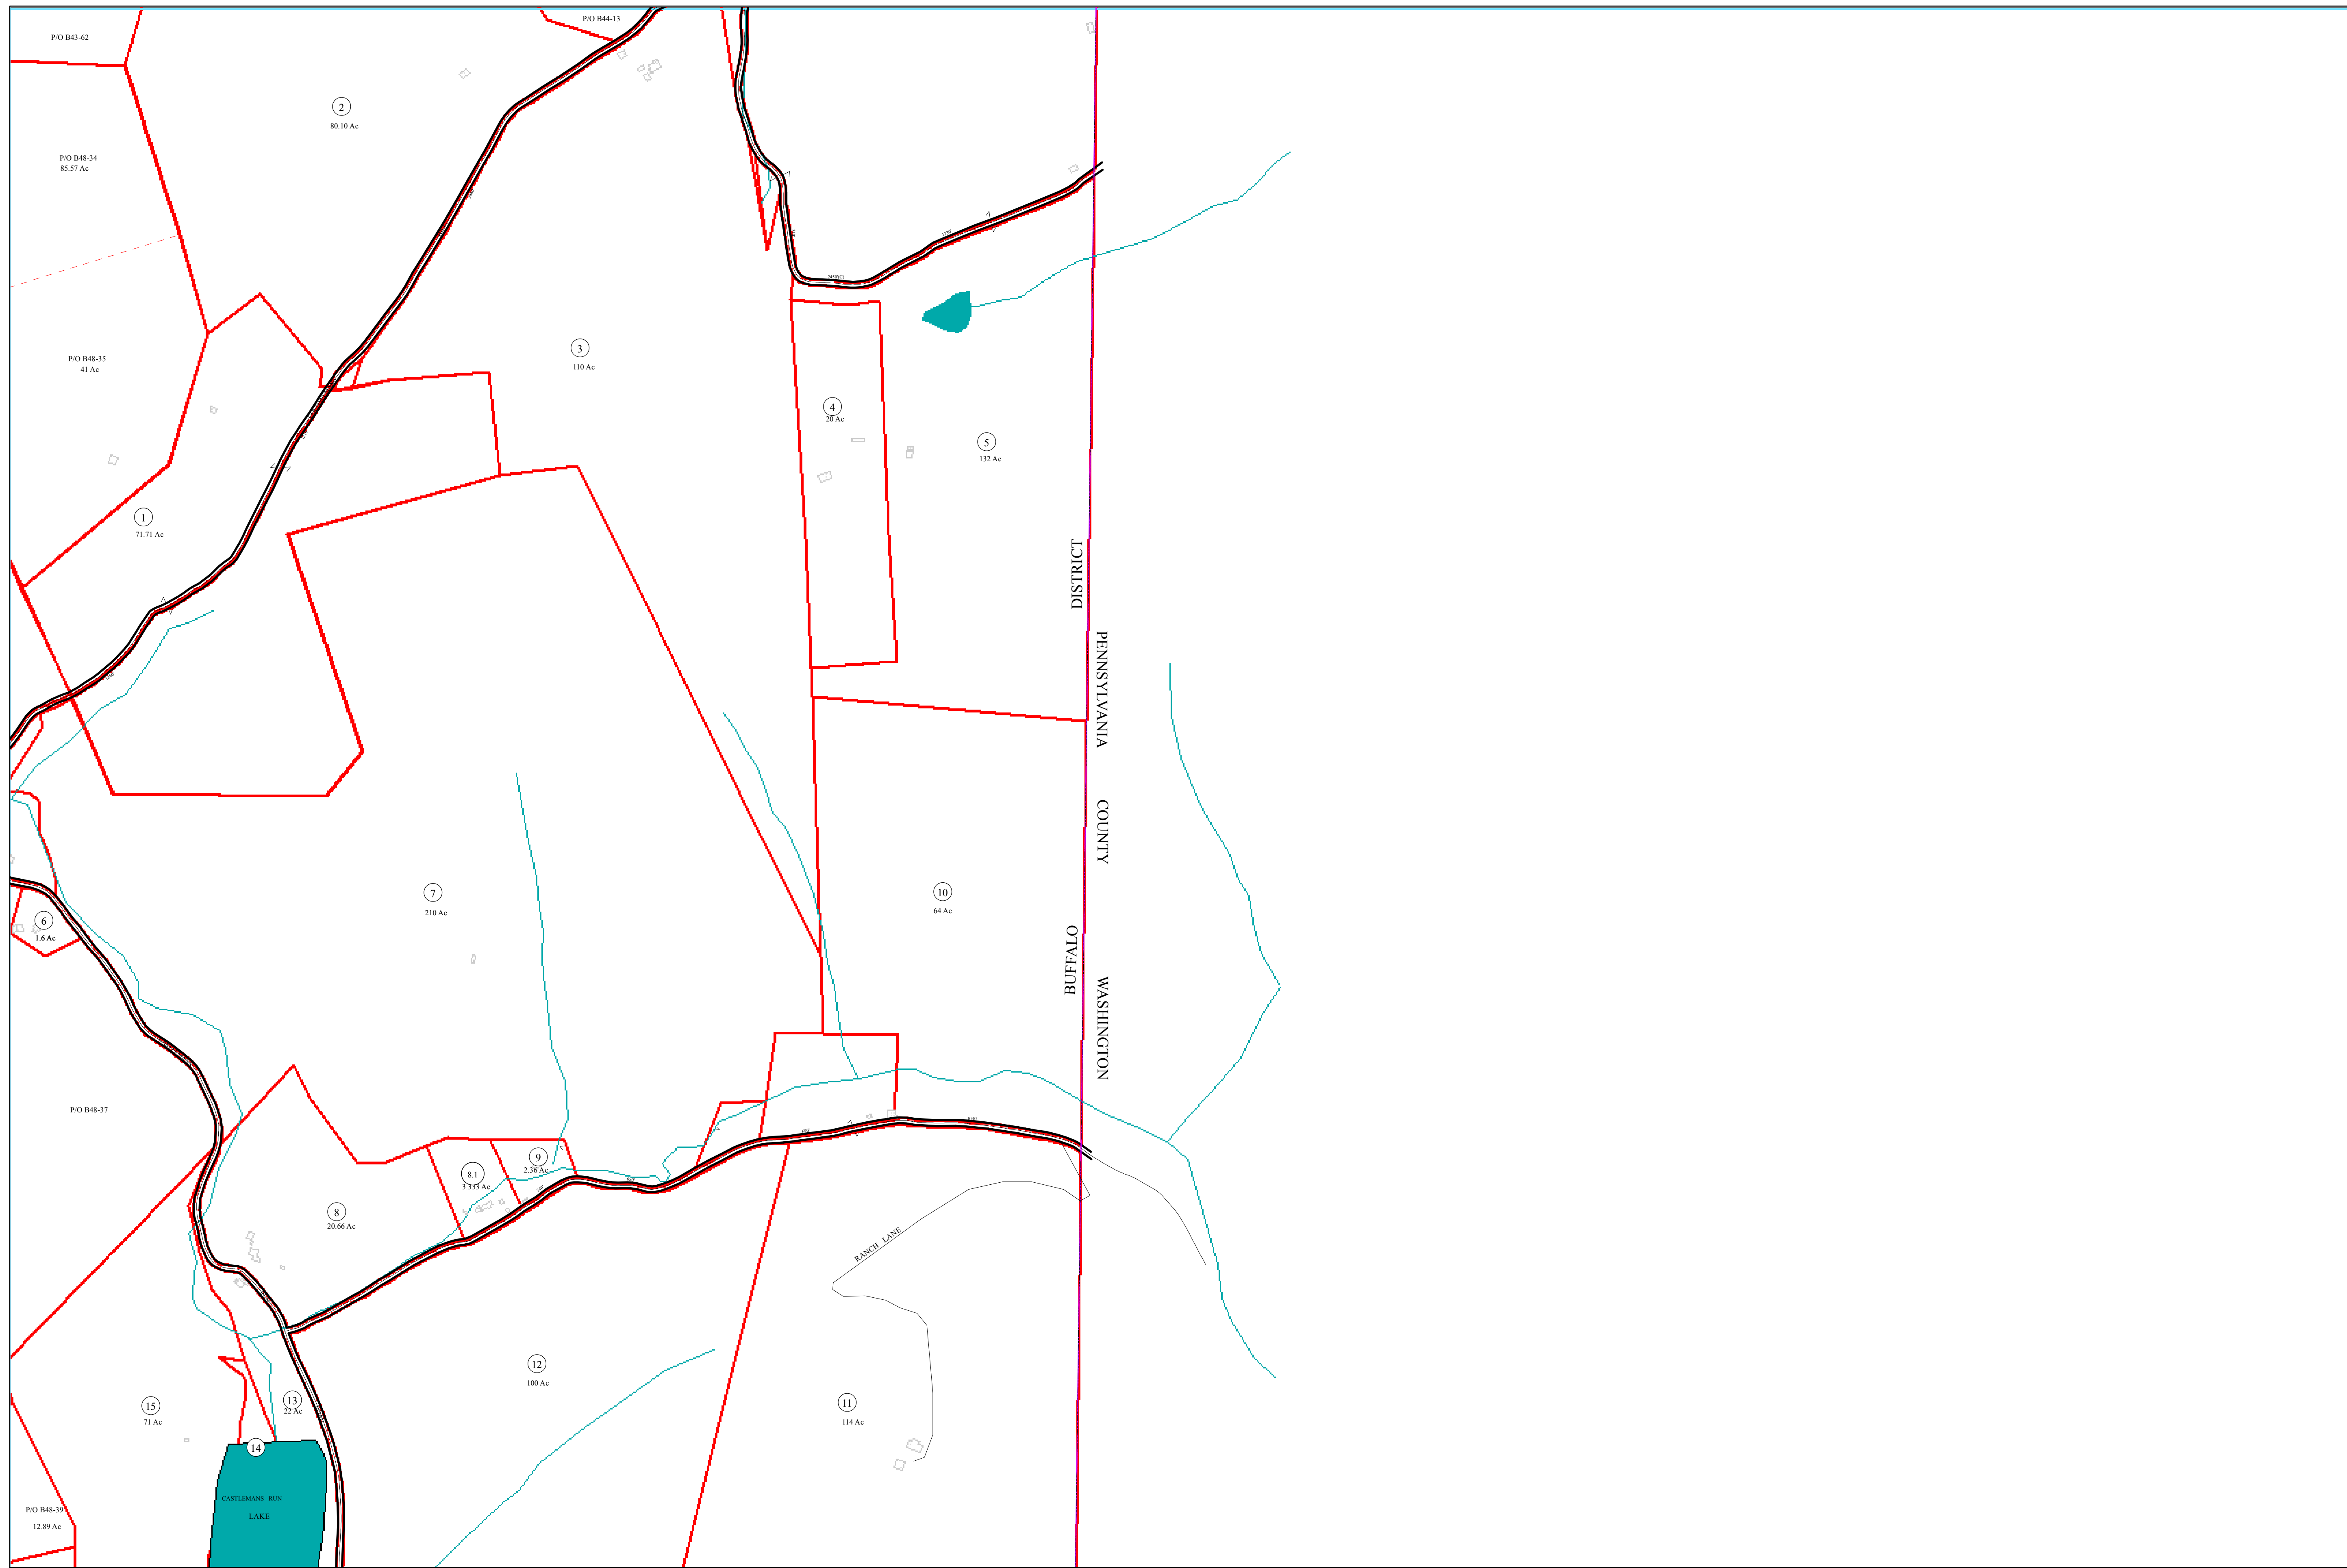 P/O B43-62
P/O B44-13
2
80.10 Ac
P/O B48-34
85.57 Ac
3
110 Ac
P/O B48-35
41 Ac
4
20 Ac
5
132 Ac
1
71.71 Ac
DISTRICT
PENNSYLVANIA
COUNTY
BUFFALO
WASHINGTON
7
210 Ac
10
64 Ac
6
1.6 Ac
P/O B48-37
9
2.36 Ac
8.1
3.333 Ac
8
20.66 Ac
RANCH LANE
12
100 Ac
11
114 Ac
13
22 Ac
15
71 Ac
14
CASTLEMANS RUN
LAKE
P/O B48-39
12.89 Ac